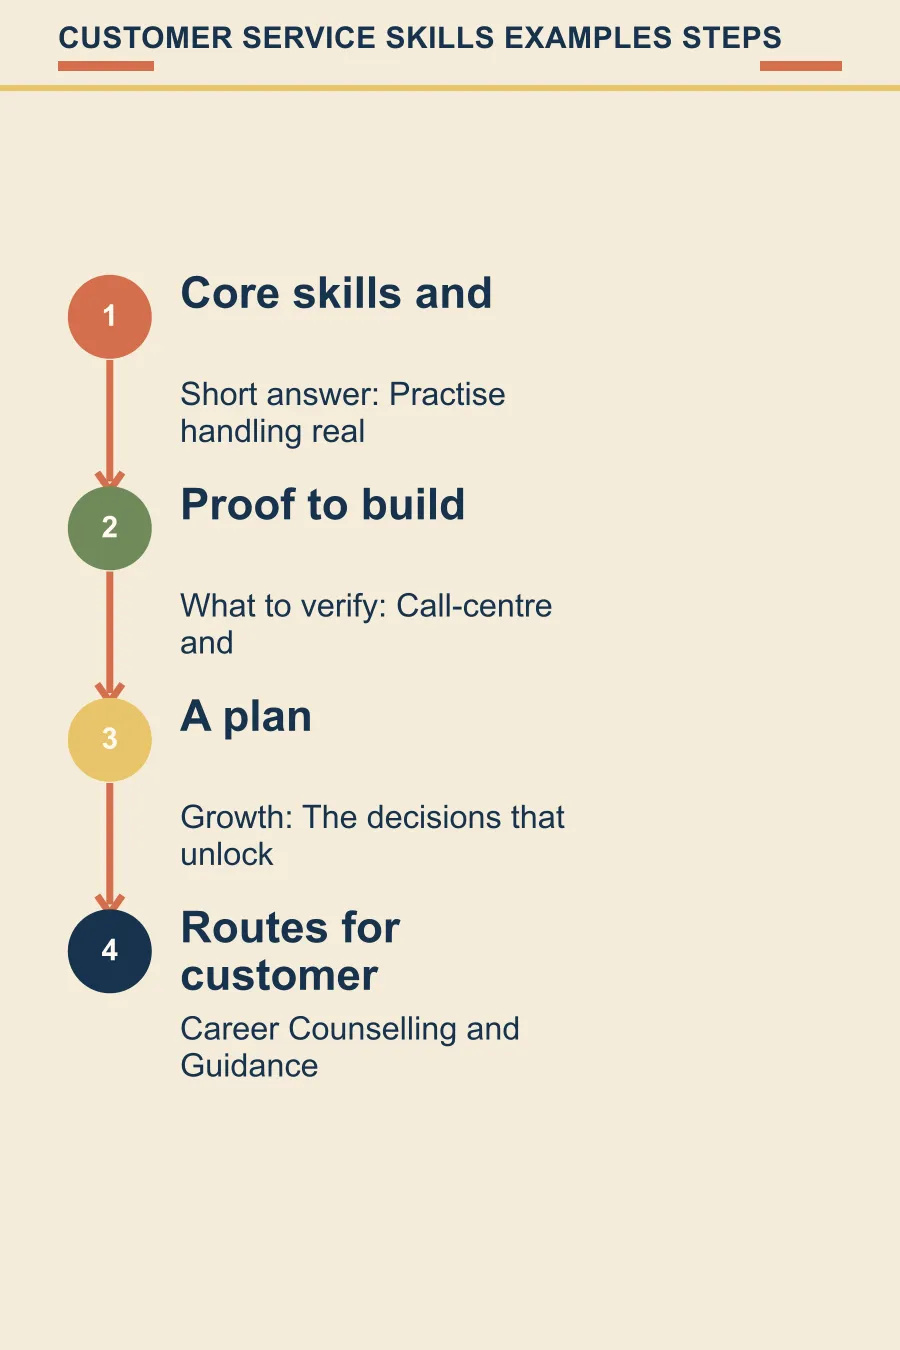 CUSTOMER SERVICE SKILLS EXAMPLES STEPS
1
Core skills and
Short answer: Practise
handling real
2
Proof to build
What to verify: Call-centre
and
3
A plan
Growth: The decisions that
unlock
4
Routes for
customer
Career Counselling and
Guidance